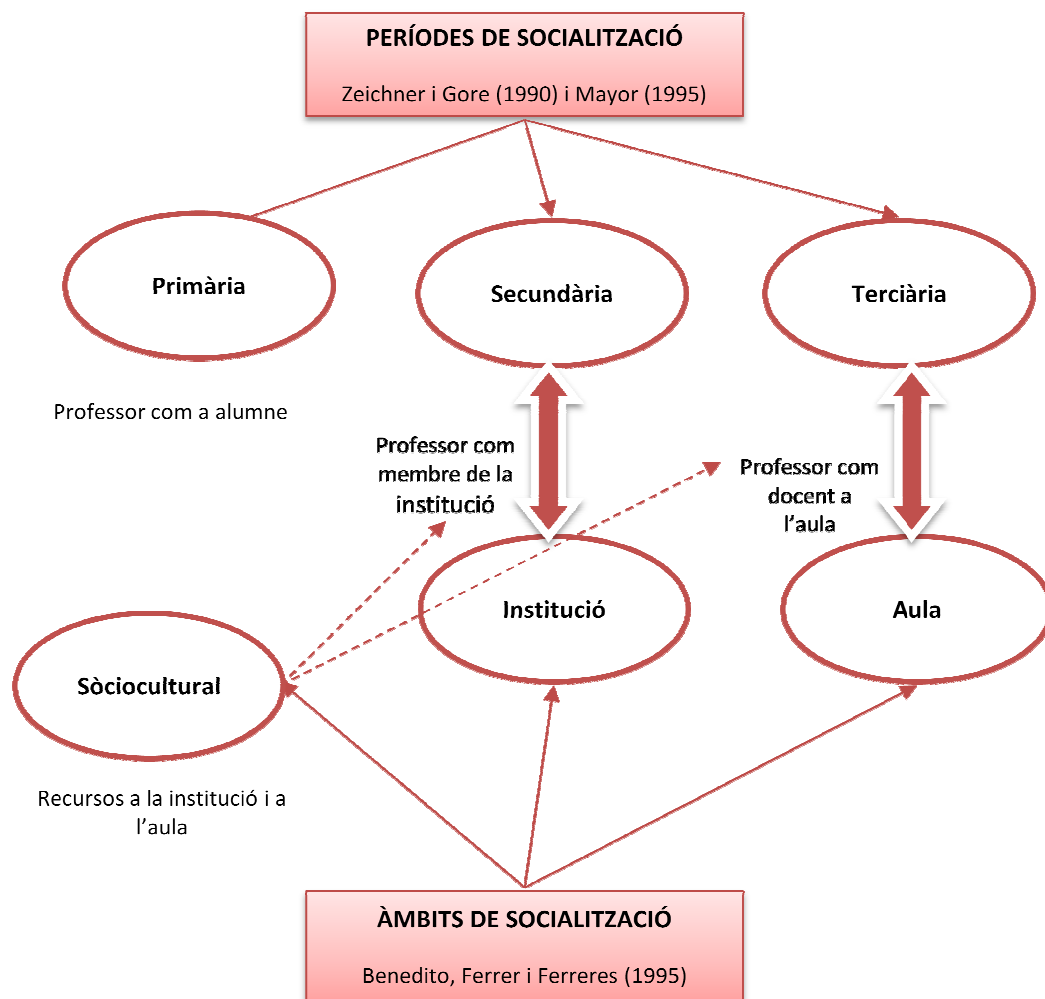 PERÍODES DE SOCIALITZACIÓ
Zeichner i Gore (1990) i Mayor (1995)
Primària
Secundària
Terciària
Professor com a alumne
Professor com
membre de la
institució
Professor com
docent a
l'aula
Institució
Aula
Sòciocultural
Recursos a la institució i a
l'aula
ÀMBITS DE SOCIALITZACIÓ
Benedito, Ferrer i Ferreres (1995)